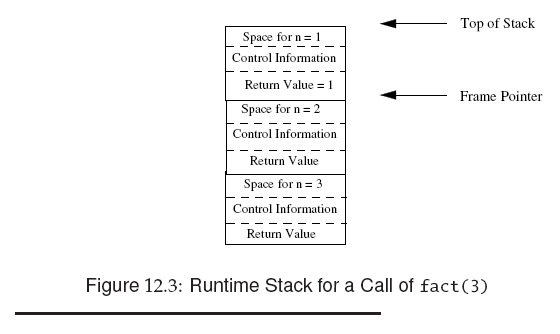 Top of Stack
Space for n = 1
Control Information
Return Value = 1
Frame Pointer
Space for n = 2
Control Information
Return Value
Space for n = 3
Control Information
Return Value
Figure 12.3: Runtime Stack for a Call of fact(3)